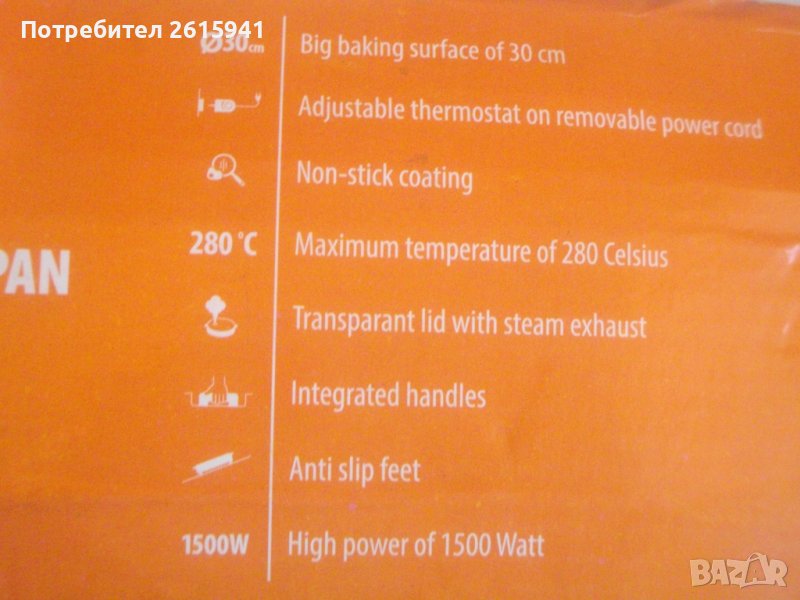 Потребител 2615941
Ø30cm Big baking surface of 30 cm
Adjustable thermostat on removable power cord
Non-stick coating
280 °C Maximum temperature of 280 Celsius
PAN
Transparant lid with steam exhaust
Integrated handles
Anti slip feet
1500W High power of 1500 Watt
BAZAR